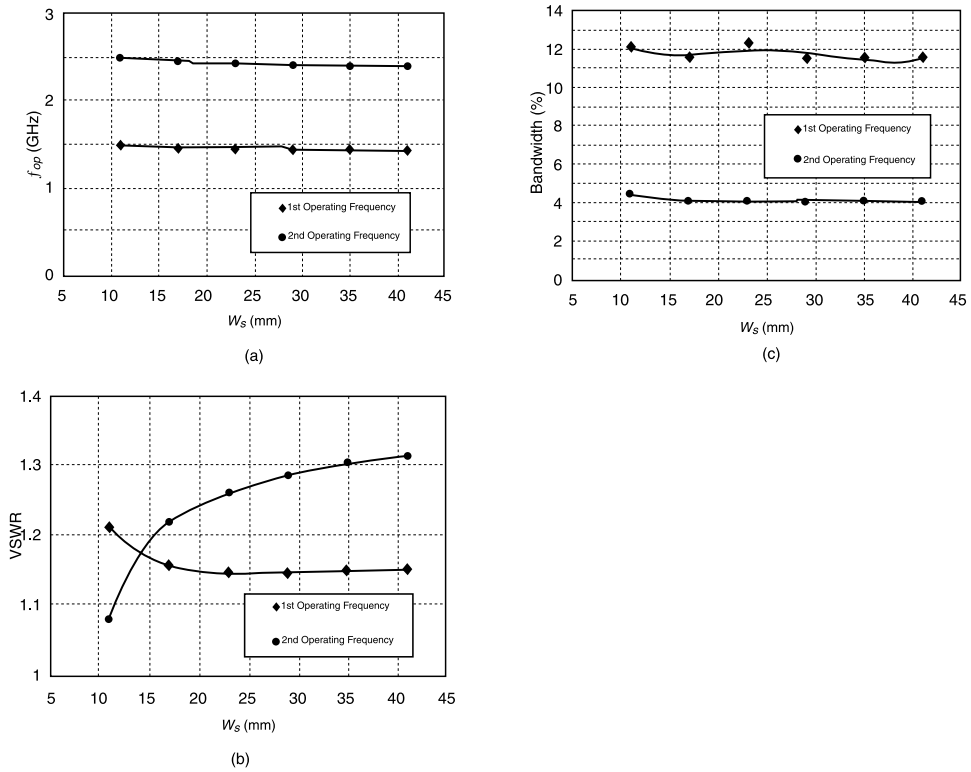 3
2
1
0
f op (GHz)
1st Operating Frequency
2nd Operating Frequency
5 10 15 20 25 30 35 40 45
Ws (mm)
(a)
14
12
10
8
6
4
2
0
Bandwidth (%)
1st Operating Frequency
2nd Operating Frequency
5 10 15 20 25 30 35 40 45
Ws (mm)
(c)
1.4
1.3
1.2
1.1
1
VSWR
1st Operating Frequency
2nd Operating Frequency
5 10 15 20 25 30 35 40 45
Ws (mm)
(b)